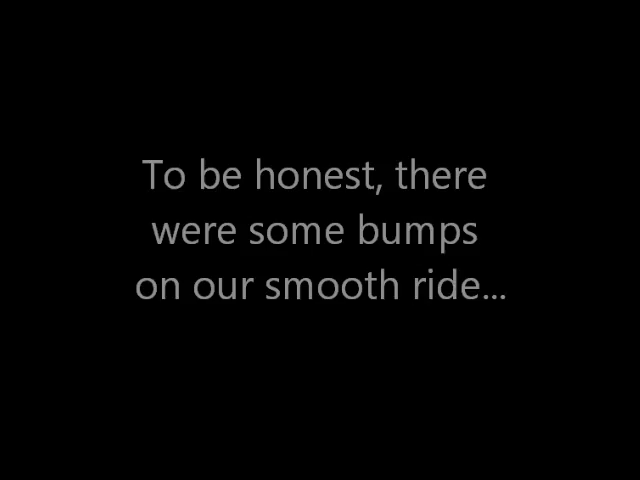 To be honest, there
were some bumps
on our smooth ride...